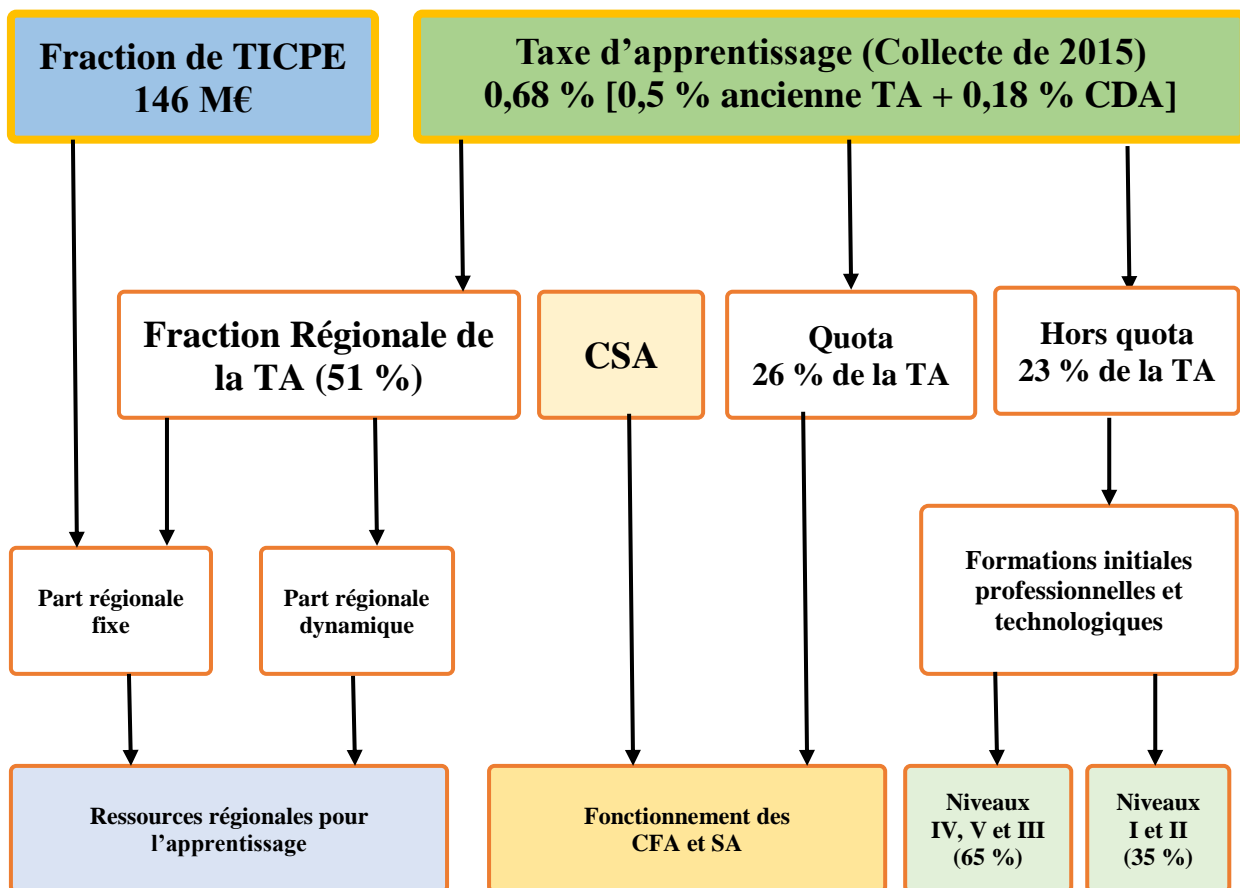 Fraction de TICPE
146 M€
Taxe d’apprentissage (Collecte de 2015)
0,68 % [0,5 % ancienne TA + 0,18 % CDA]
Fraction Régionale de
la TA (51 %)
CSA
Quota
26 % de la TA
Hors quota
23 % de la TA
Part régionale
fixe
Part régionale
dynamique
Formations initiales
professionnelles et
technologiques
Ressources régionales pour
l’apprentissage
Fonctionnement des
CFA et SA
Niveaux
IV, V et III
(65 %)
Niveaux
I et II
(35 %)